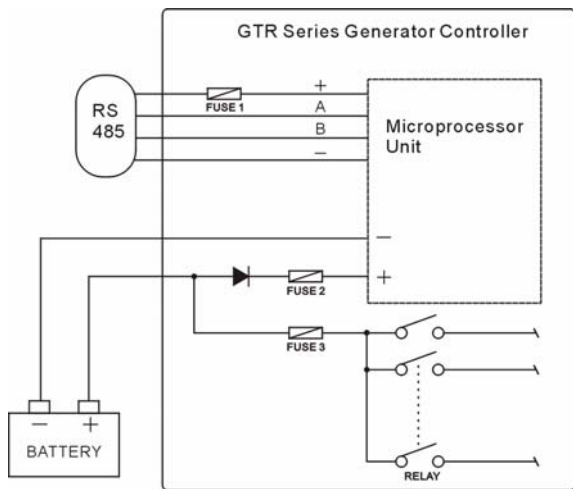 GTR Series Generator Controller
RS
485
FUSE 1
+
A
B
−
Microprocessor
Unit
−
+
FUSE 2
FUSE 3
− +
BATTERY
RELAY